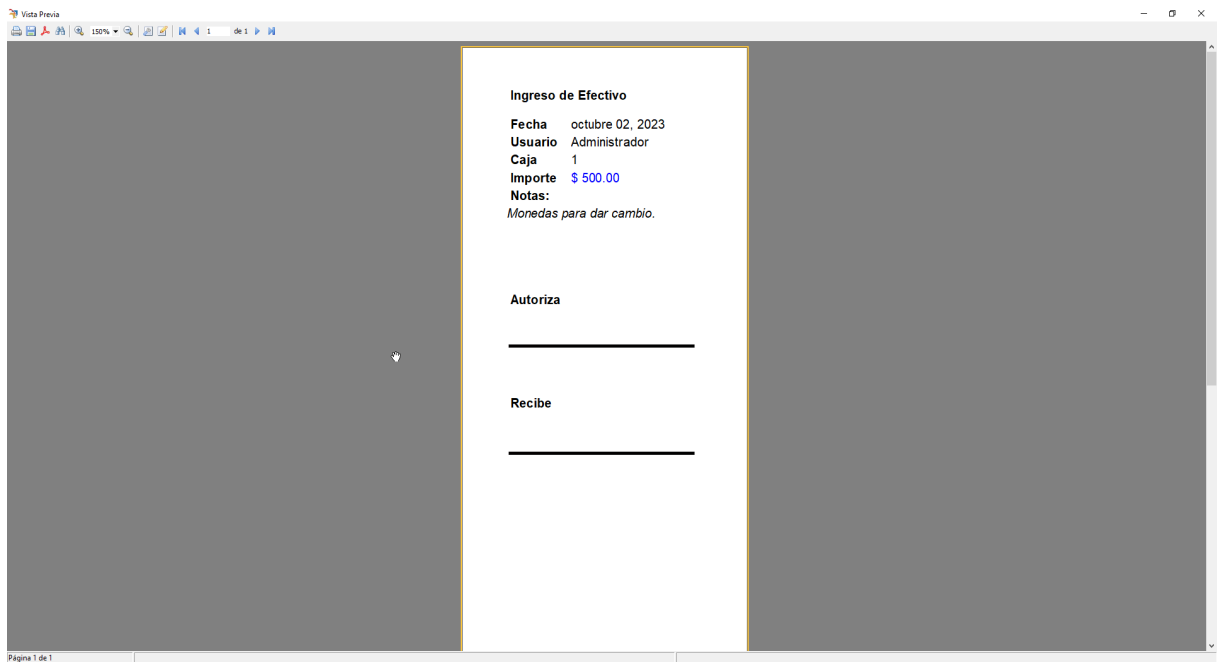 Vista Previa
150%
1 de 1
Ingreso de Efectivo
Fecha octubre 02, 2023
Usuario Administrador
Caja 1
Importe $ 500.00
Notas:
Monedas para dar cambio.
Autoriza
Recibe
Página 1 de 1